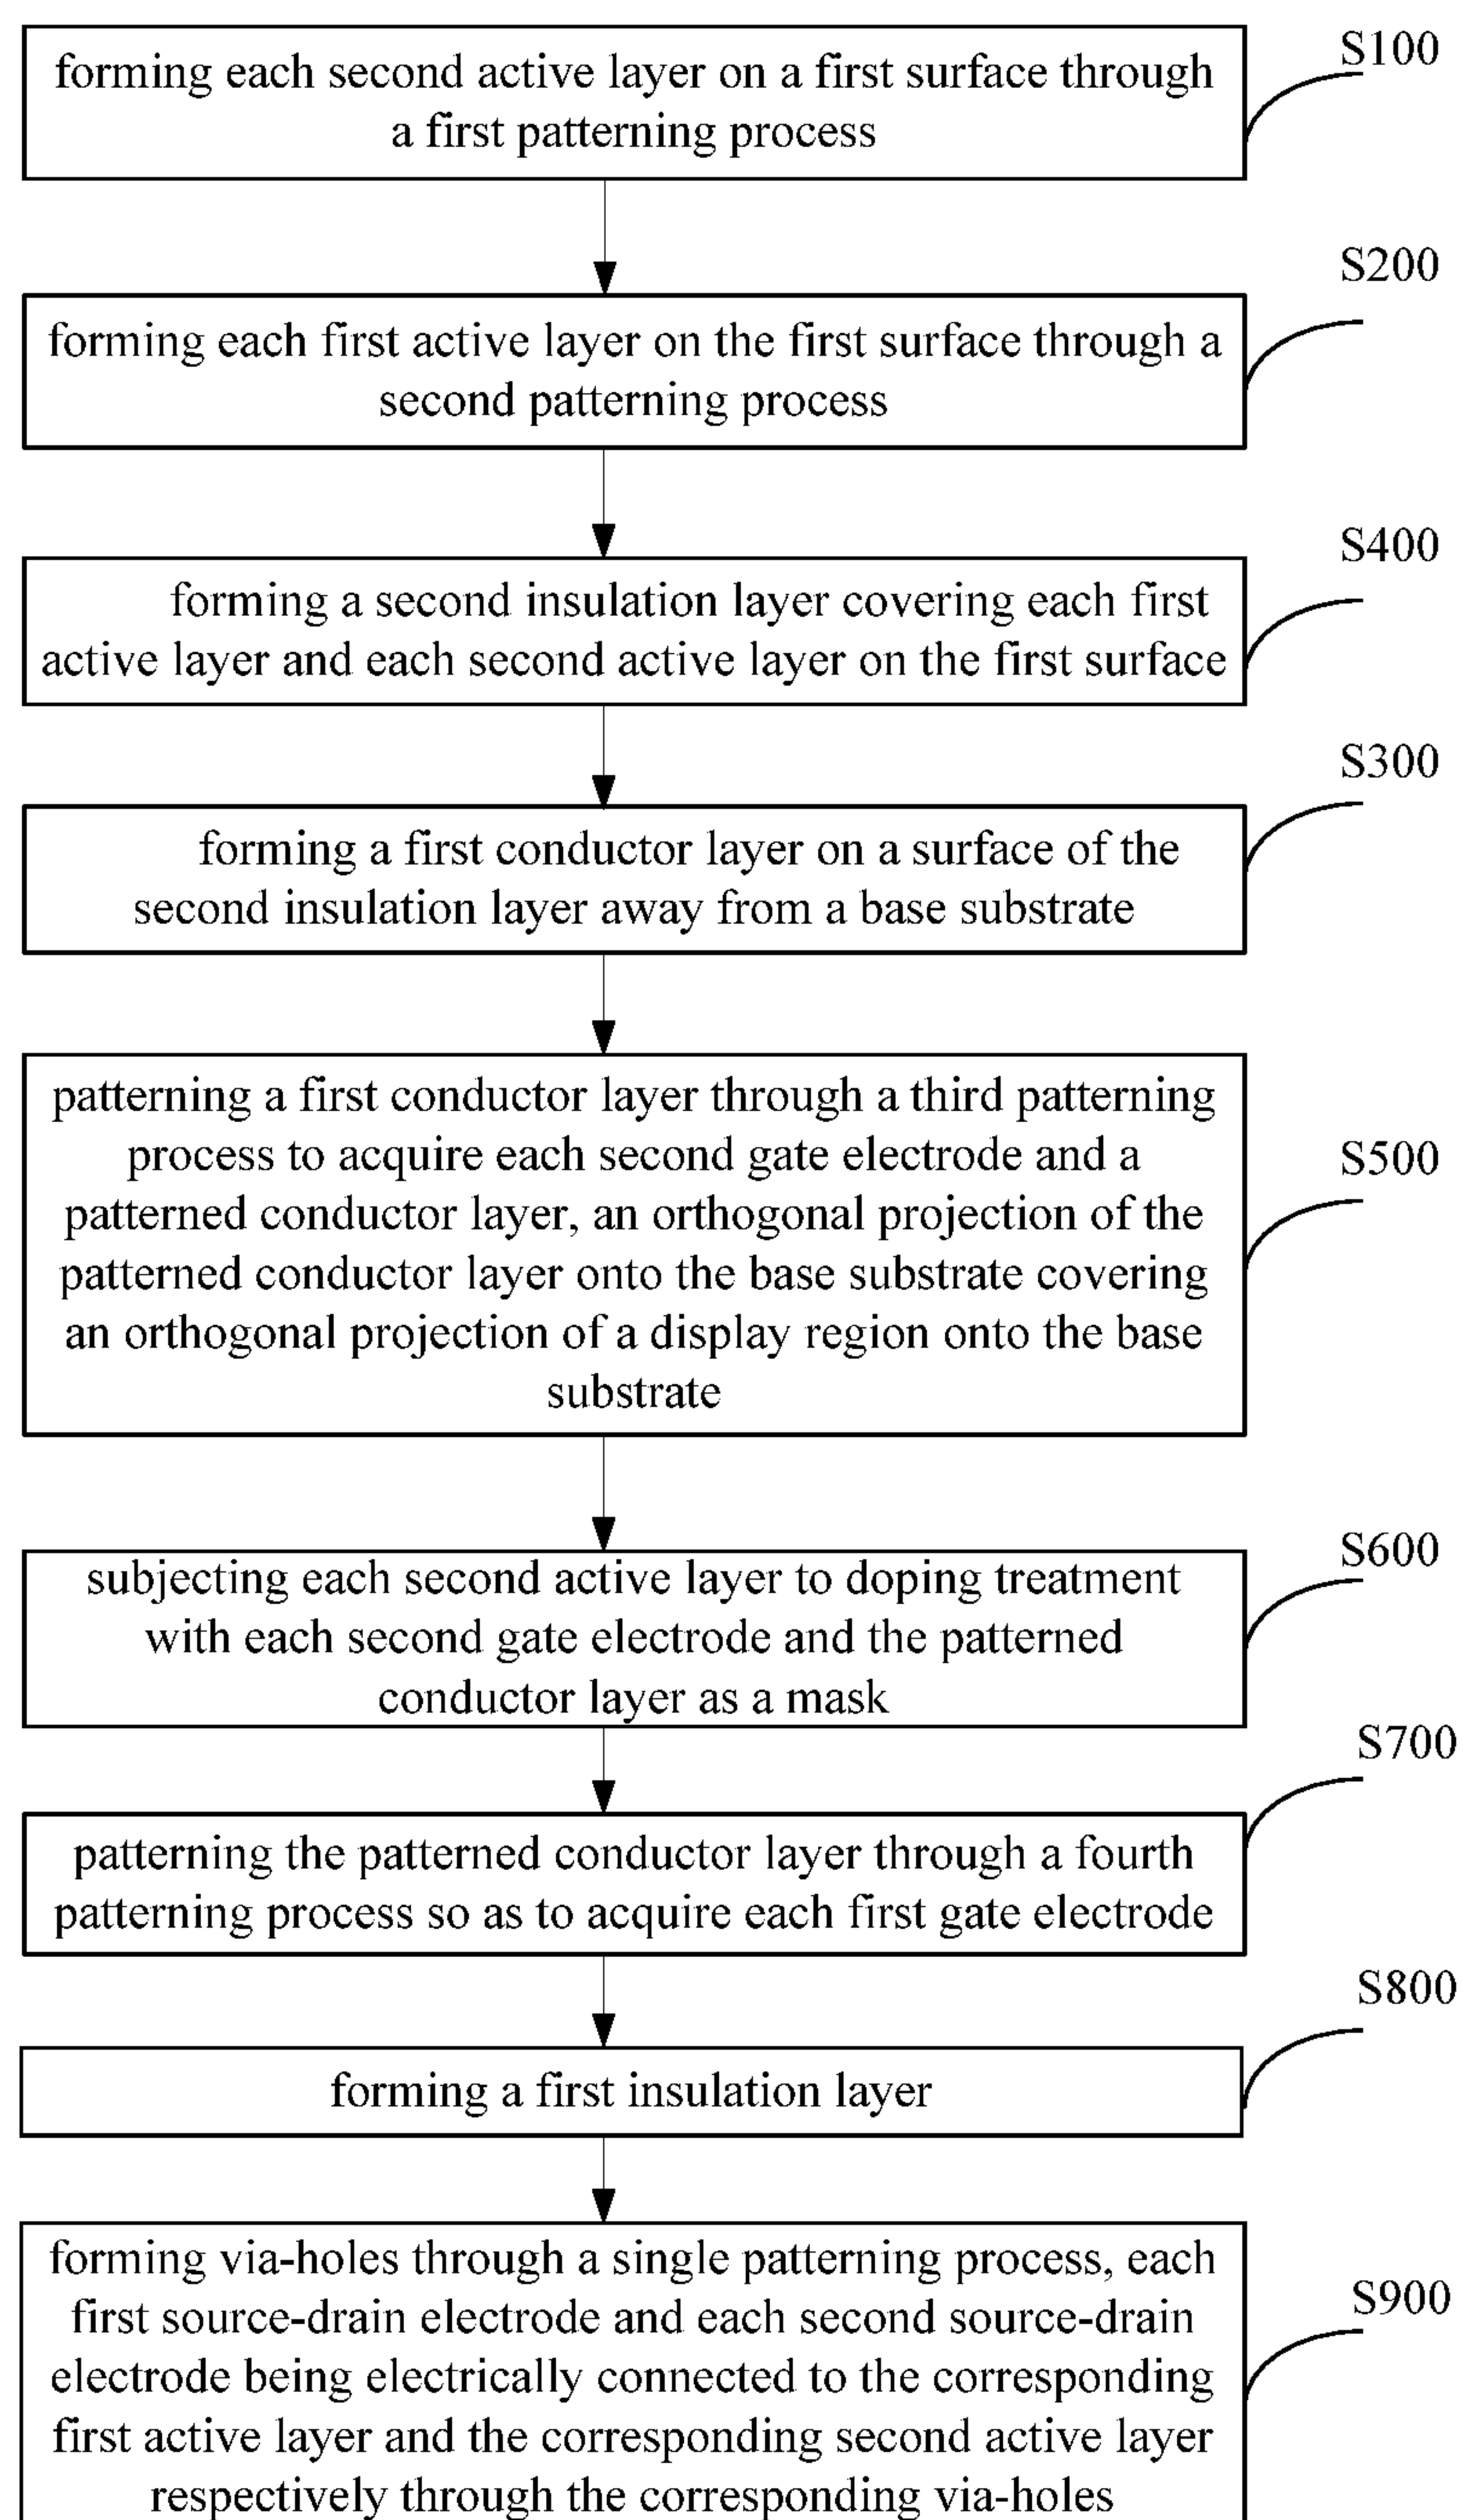 S100
forming each second active layer on a first surface through
a first patterning process
S200
forming each first active layer on the first surface through a
second patterning process
S400
forming a second insulation layer covering each first
active layer and each second active layer on the first surface
S300
forming a first conductor layer on a surface of the
second insulation layer away from a base substrate
patterning a first conductor layer through a third patterning
process to acquire each second gate electrode and a
S500
patterned conductor layer, an orthogonal projection of the
patterned conductor layer onto the base substrate covering
an orthogonal projection of a display region onto the base
substrate
S600
subjecting each second active layer to doping treatment
with each second gate electrode and the patterned
conductor layer as a mask
S700
patterning the patterned conductor layer through a fourth
patterning process so as to acquire each first gate electrode
S800
forming a first insulation layer
forming via-holes through a single patterning process, each
S900
first source-drain electrode and each second source-drain
electrode being electrically connected to the corresponding
first active layer and the corresponding second active layer
respectively through the corresponding via-holes